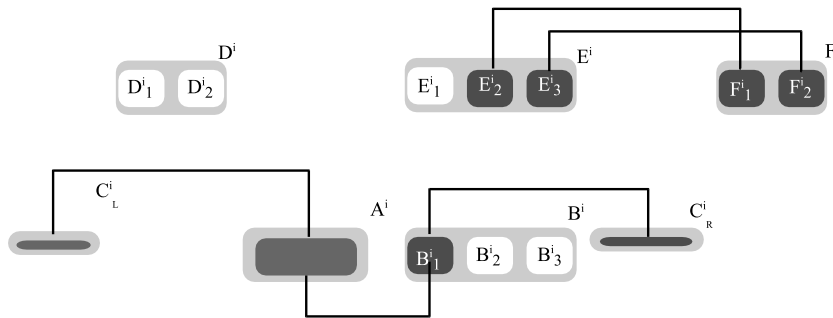 Dⁱ
Eⁱ
F
Dⁱ₁ Dⁱ₂
Eⁱ₁ Eⁱ₂ Eⁱ₃
Fⁱ₁ Fⁱ₂
Cⁱ_L
Aⁱ
Bⁱ
Cⁱ_R
Bⁱ₁ Bⁱ₂ Bⁱ₃